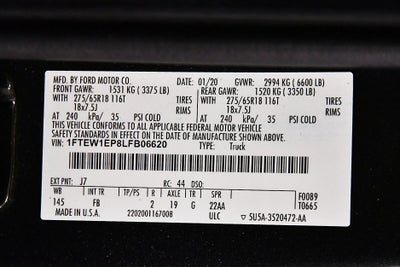 MFD. BY FORD MOTOR CO. 01/20 GVWR: 2994 KG ( 6600 LB)
FRONT GAWR: 1531 KG ( 3375 LB) REAR GAWR: 1520 KG ( 3350 LB)
WITH 275/65R18 116T TIRES WITH 275/65R18 116T TIRES
18x7.5J RIMS 18x7.5J RIMS
AT 240 kPa/ 35 PSI COLD AT 240 kPa/ 35 PSI COLD
THIS VEHICLE CONFORMS TO ALL APPLICABLE FEDERAL MOTOR VEHICLE
SAFETY STANDARDS IN EFFECT ON THE DATE OF MANUFACTURE SHOWN ABOVE.
VIN: 1FTEW1EP8LFB06620 TYPE: Truck
EXT PNT: J7 RC: 44 DSO: F0089
WB INT TR TP/PS R AXLE TR SPR T0665
145 FB 2 19 G 22AA
MADE IN U.S.A. 2202001167008 ULC 5U5A-3520472-AA